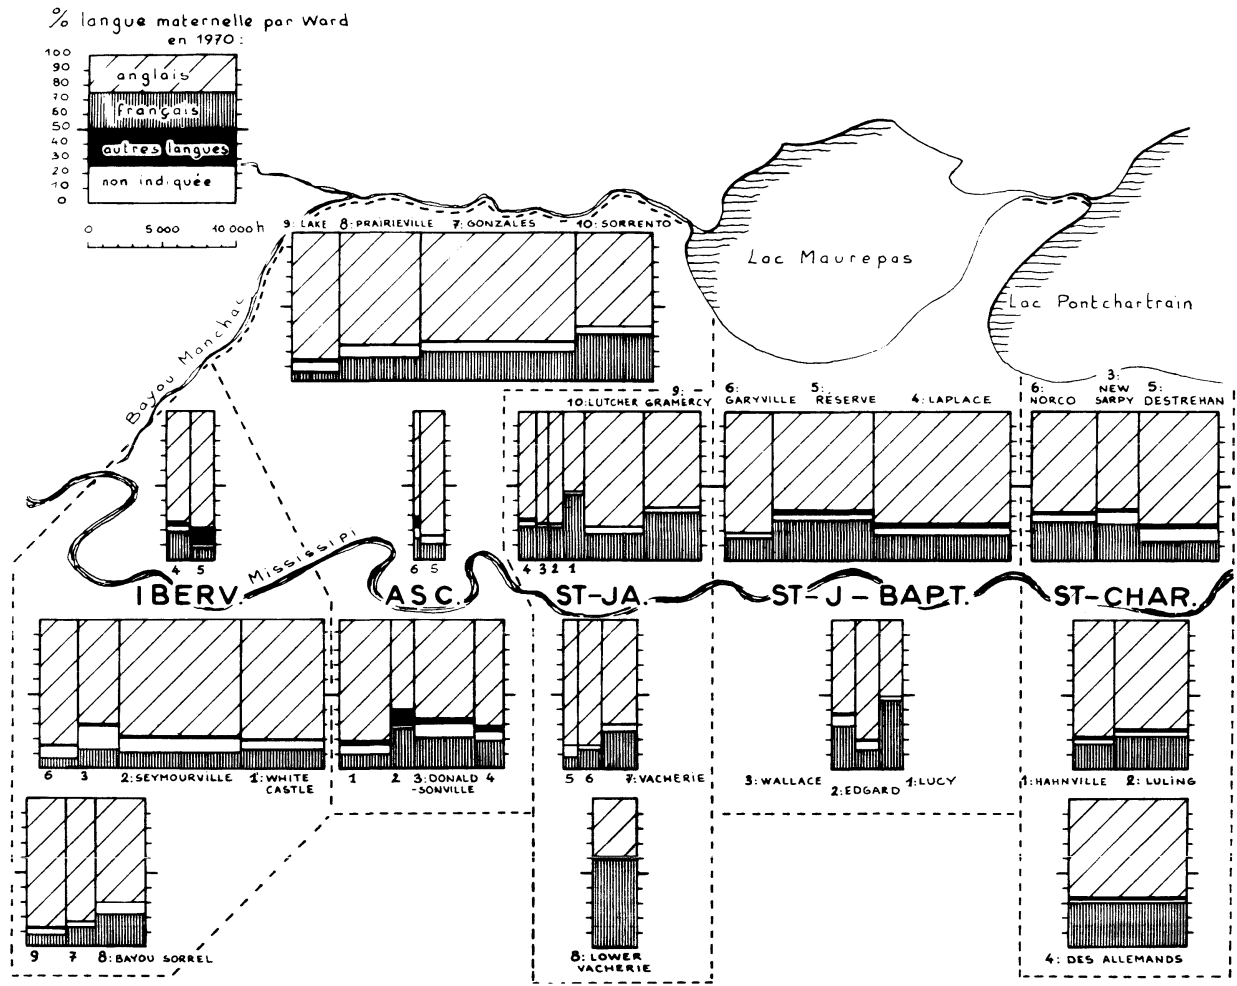 % langue maternelle par Ward
en 1970 :
100
90
80
70
60
50
40
30
20
10
0
anglais
français
autres langues
non indiquée
0 5 000 10 000 h
9: LAKE 8: PRAIRIEVILLE 7: GONZALES 10: SORRENTO
Lac Maurepas
Lac Pontchartrain
Bayou Manchac
10: LUTCHER 9: GRAMERCY
6: GARYVILLE
5: RÉSERVE
4: LAPLACE
6: NORCO
3: NEW SARPY
5: DESTREHAN
4 5
6 5
4 3 2 1
Mississipi
IBERV. ASC. ST-JA. ST-J-BAPT. ST-CHAR.
6 3 2: SEYMOURVILLE 1: WHITE CASTLE
1 2 3: DONALD-SONVILLE 4
5 6 7: VACHERIE
3: WALLACE
2: EDGARD
1: LUCY
1: HAHNVILLE 2: LULING
9 7 8: BAYOU SORREL
8: LOWER
VACHERIE
4: DES ALLEMANDS